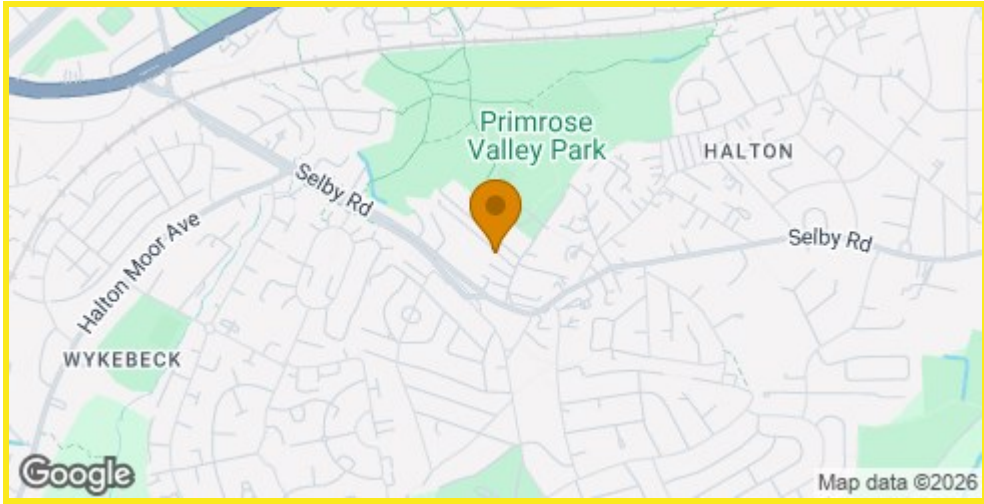 Primrose
Valley Park
HALTON
Selby Rd
Selby Rd
Halton Moor Ave
WYKEBECK
Google
Map data ©2026